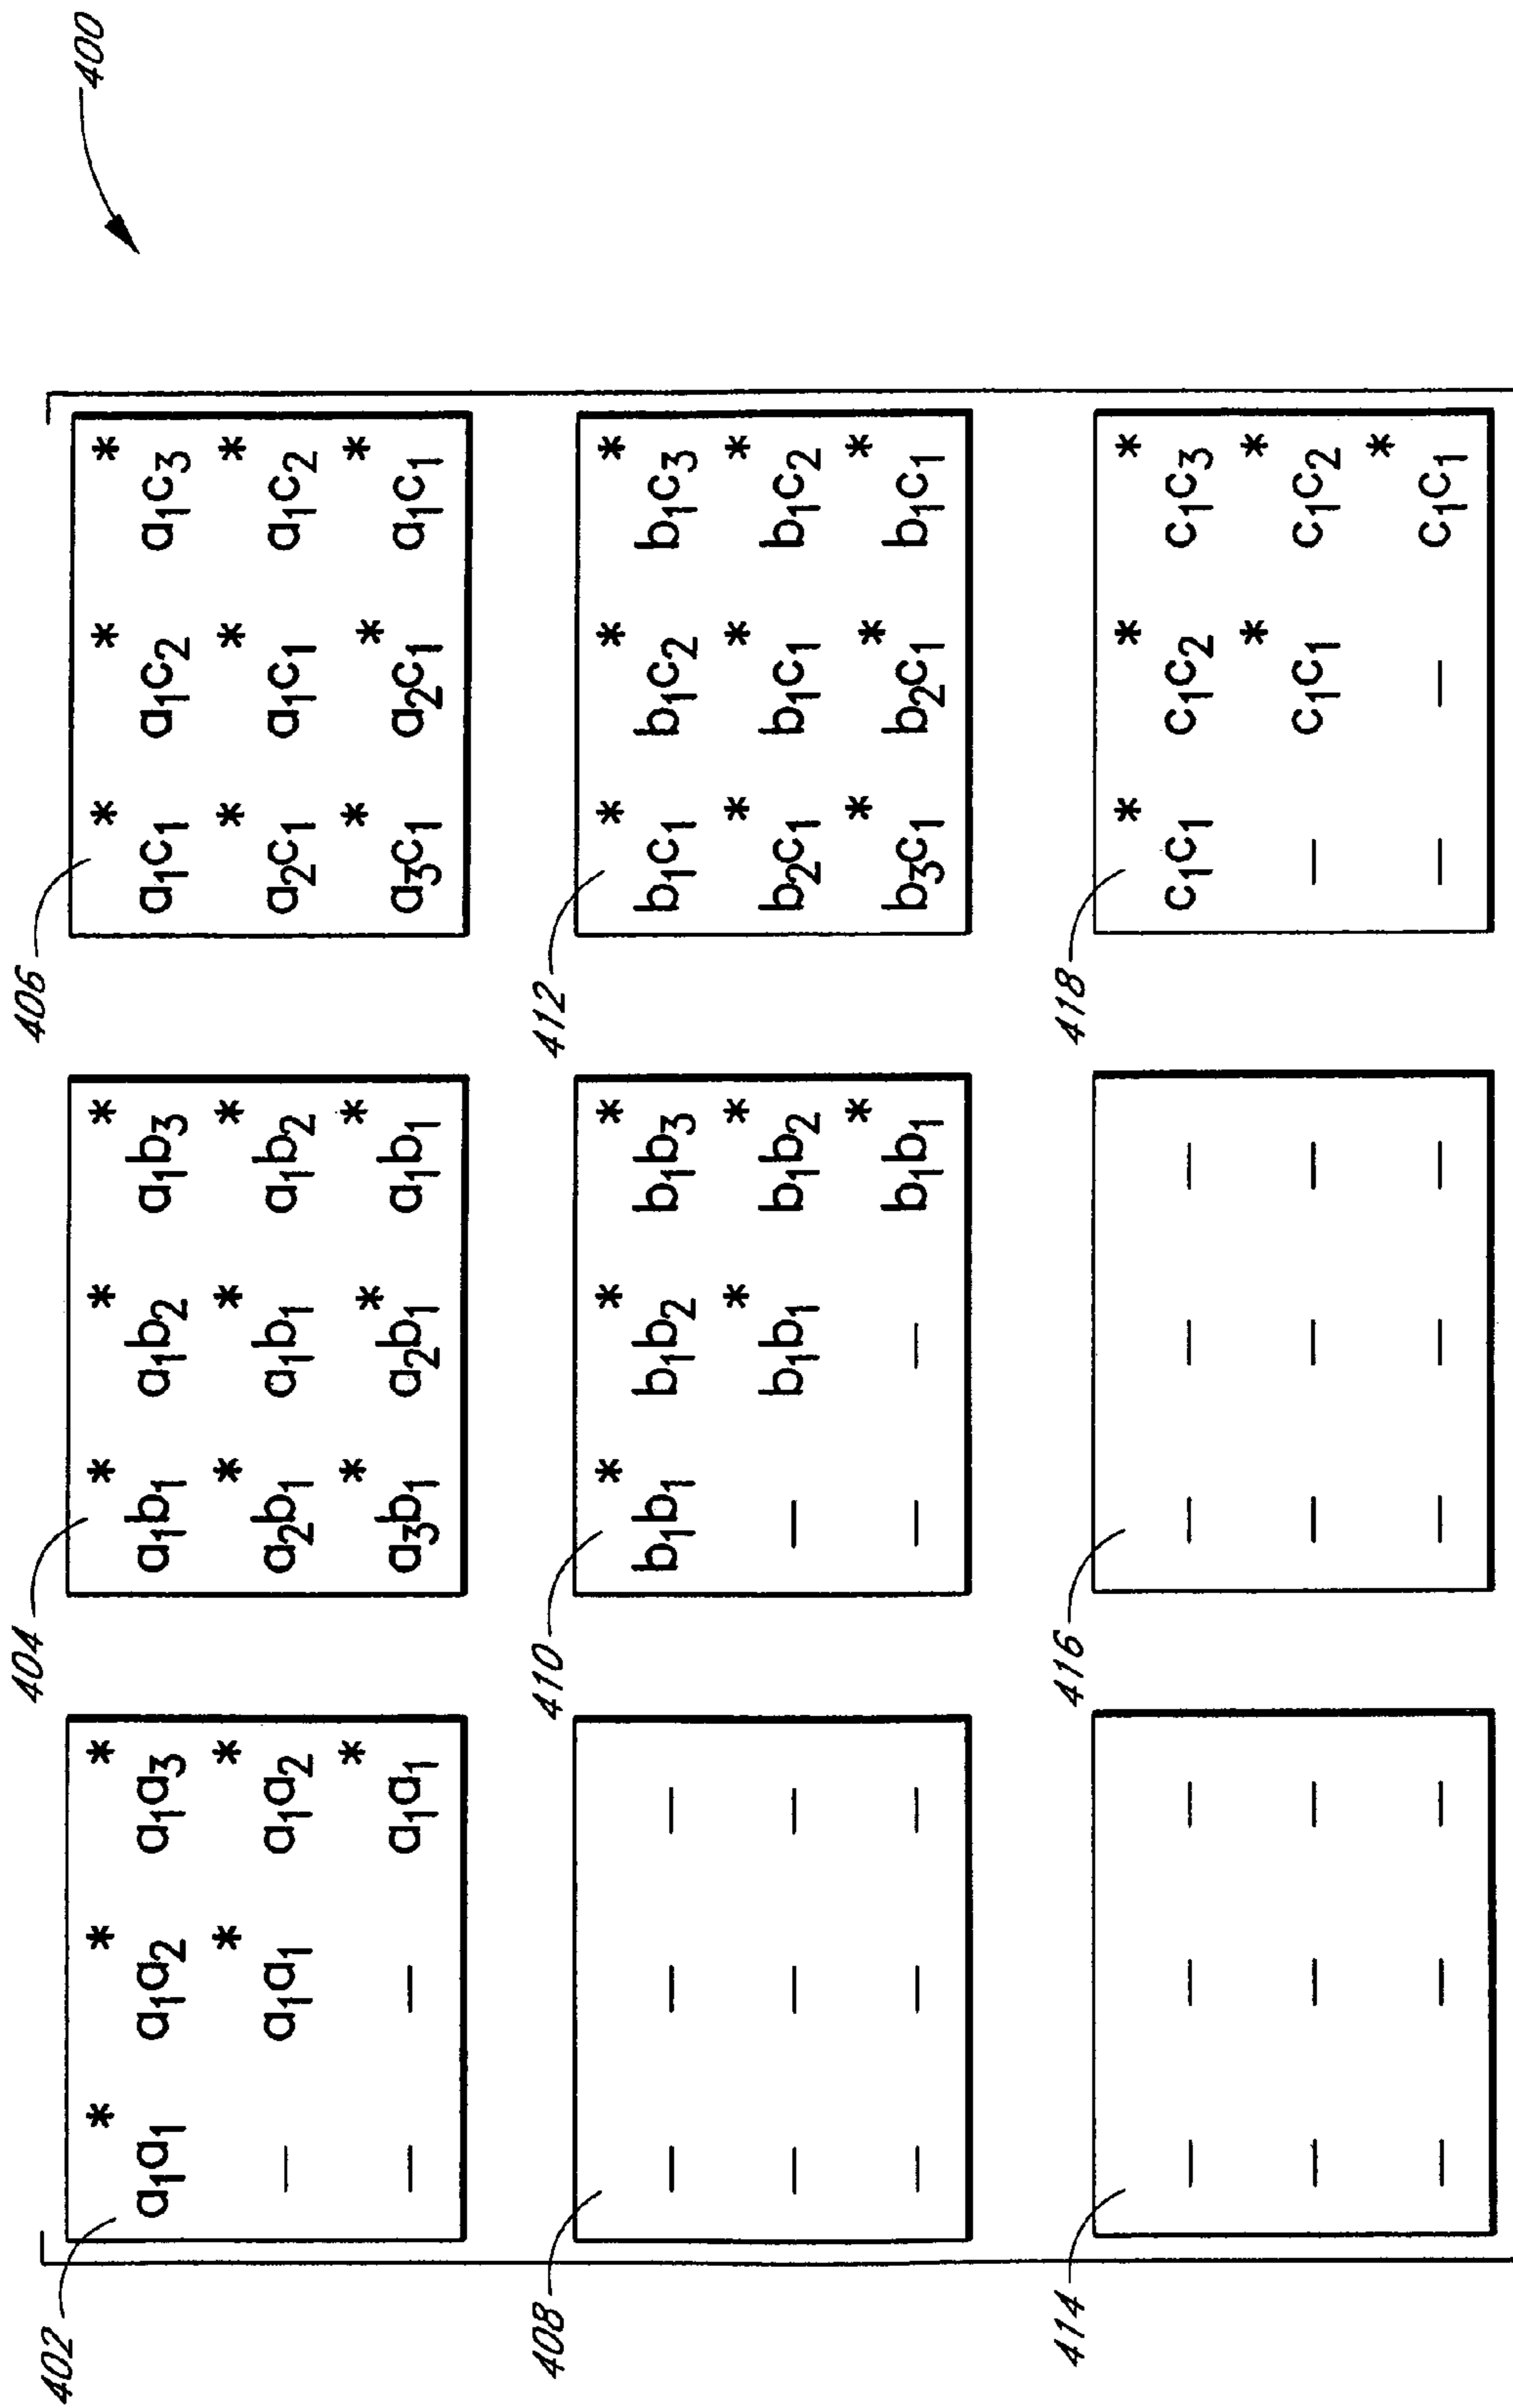 400
402 404 406
a₁a₁* a₁a₂* a₁a₃* a₁b₁* a₁b₂* a₁b₃* a₁c₁* a₁c₂* a₁c₃*
— a₁a₁* a₁a₂* a₂b₁* a₁b₁* a₁b₂* a₂c₁* a₁c₁* a₁c₂*
— — a₁a₁* a₃b₁* a₂b₁* a₁b₁* a₃c₁* a₂c₁* a₁c₁*
408 410 412
— — — b₁b₁* b₁b₂* b₁b₃* b₁c₁* b₁c₂* b₁c₃*
— — — — b₁b₁* b₁b₂* b₂c₁* b₁c₁* b₁c₂*
— — — — — b₁b₁* b₃c₁* b₂c₁* b₁c₁*
414 416 418
— — — — — — c₁c₁* c₁c₂* c₁c₃*
— — — — — — — c₁c₁* c₁c₂*
— — — — — — — — c₁c₁*